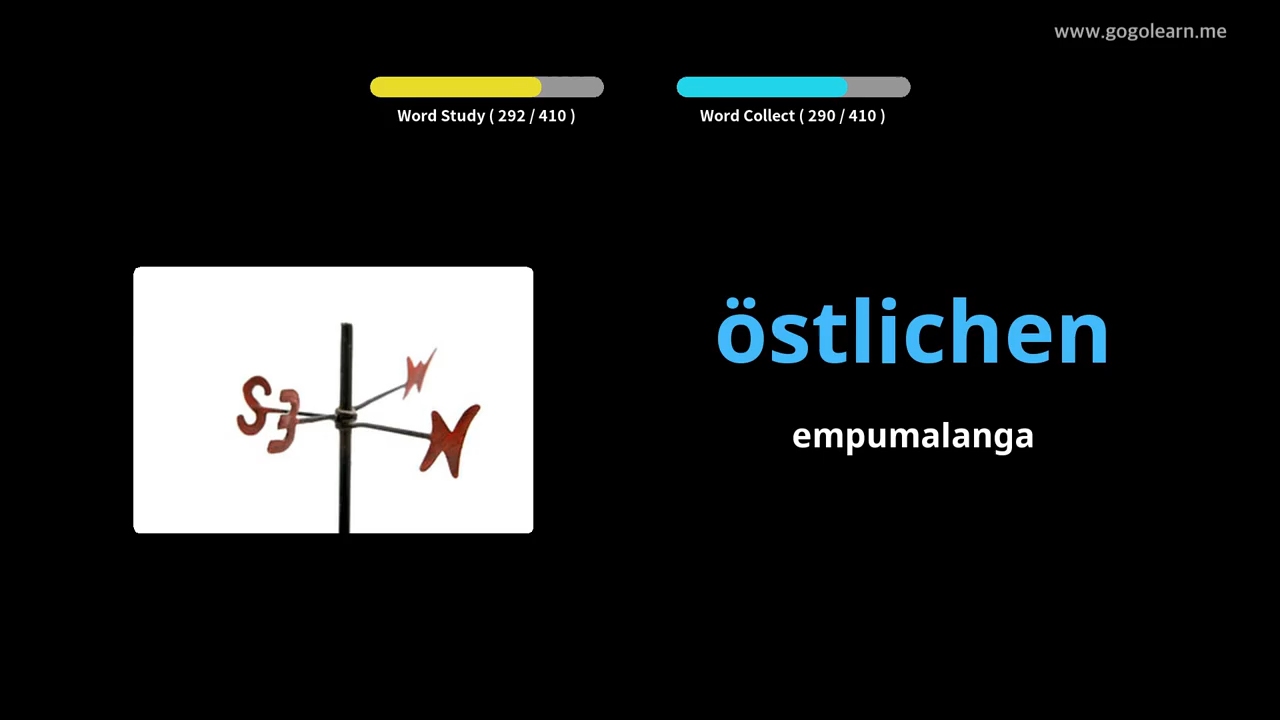 www.gogolearn.me
Word Study ( 292 / 410 )
Word Collect ( 290 / 410 )
östlichen
empumalanga
S
E
N
W